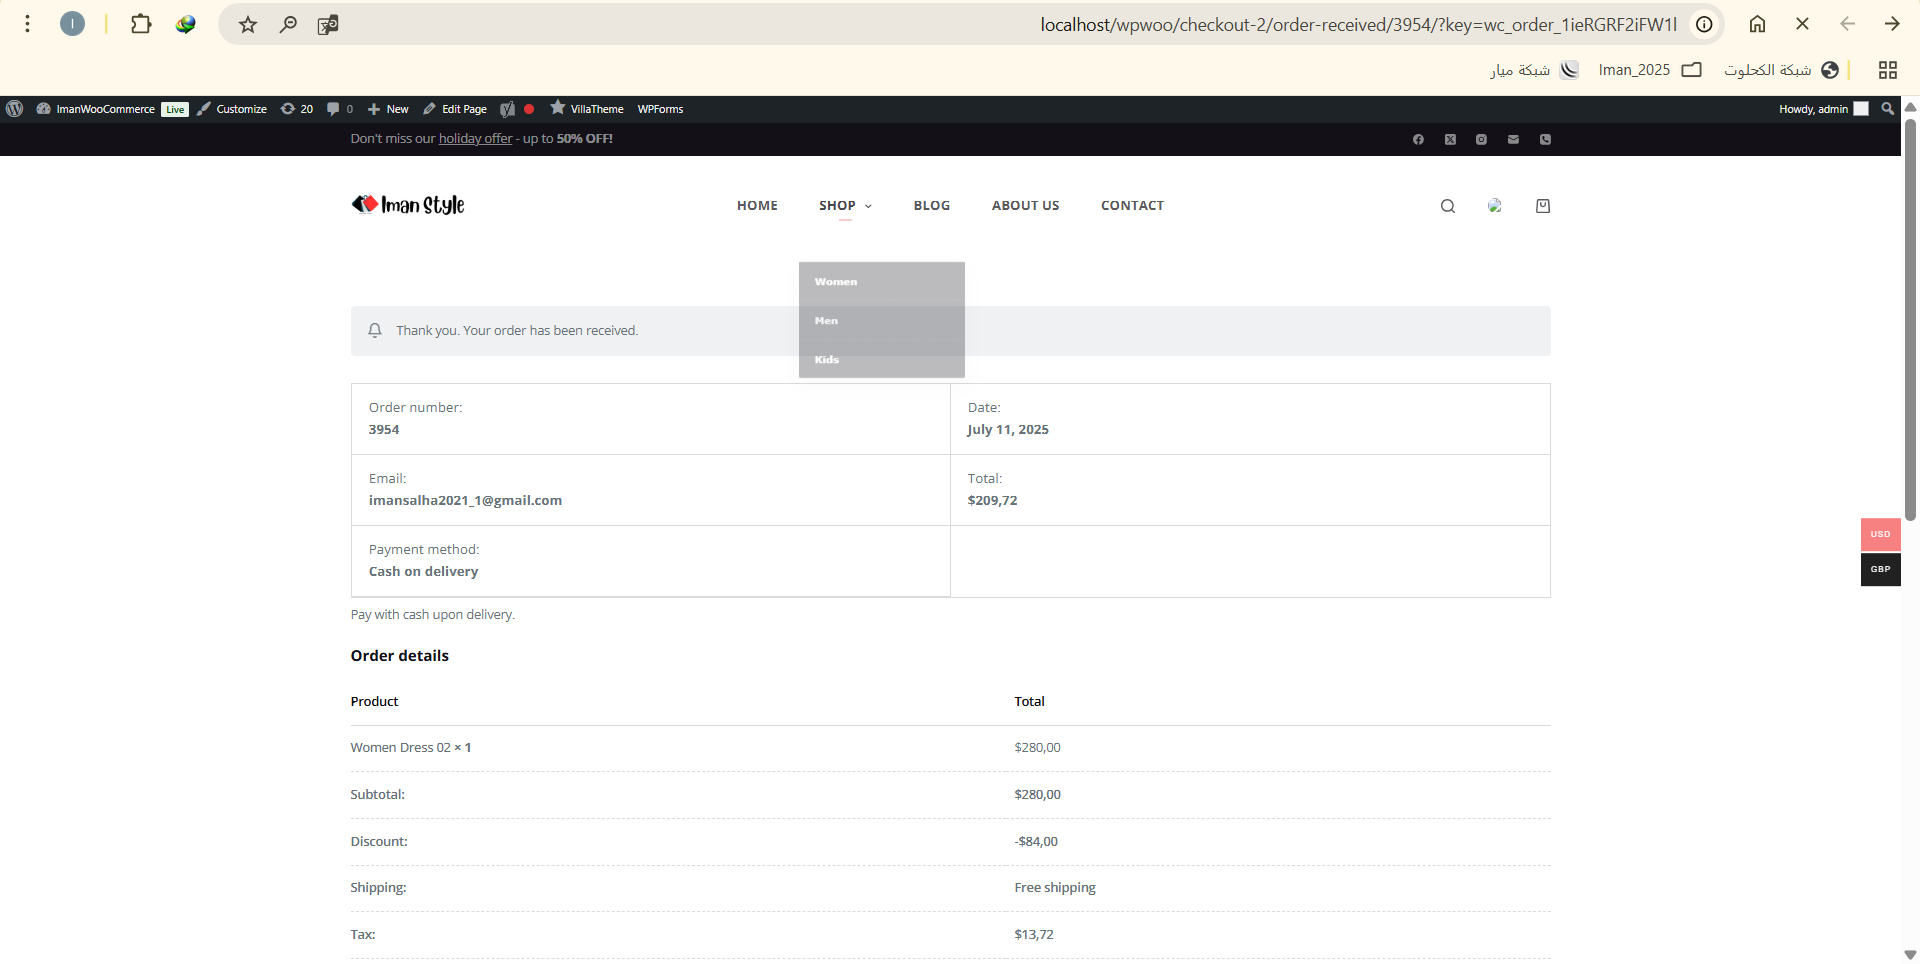 localhost/wpwoo/checkout-2/order-received/3954/?key=wc_order_1ieRGRF2iFW1l
I
شبكة الكحلوت
Iman_2025
شبكة ميار
ImanWooCommerce Live Customize 20 0 New Edit Page VillaTheme WPForms Howdy, admin
Don't miss our holiday offer - up to 50% OFF!
Iman Style
HOME SHOP BLOG ABOUT US CONTACT
Women
Men
Kids
Thank you. Your order has been received.
Order number:
3954
Date:
July 11, 2025
Email:
imansalha2021_1@gmail.com
Total:
$209,72
Payment method:
Cash on delivery
USD
GBP
Pay with cash upon delivery.
Order details
Product Total
Women Dress 02 × 1 $280,00
Subtotal: $280,00
Discount: -$84,00
Shipping: Free shipping
Tax: $13,72